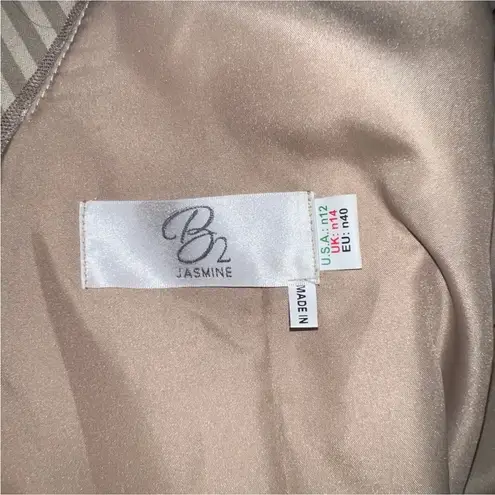 B2
JASMINE
U.S.A.: n12
UK: n14
EU: n40
MADE IN